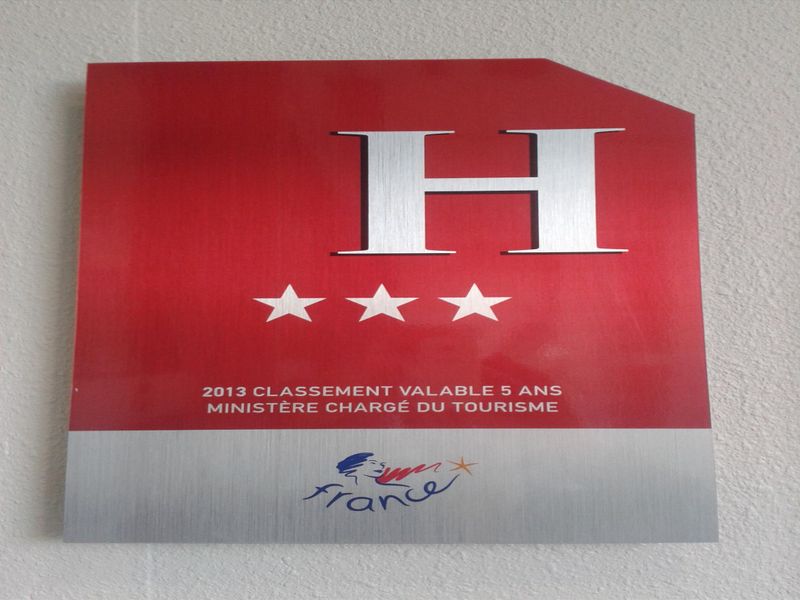 H
2013 CLASSEMENT VALABLE 5 ANS
MINISTÈRE CHARGÉ DU TOURISME
france